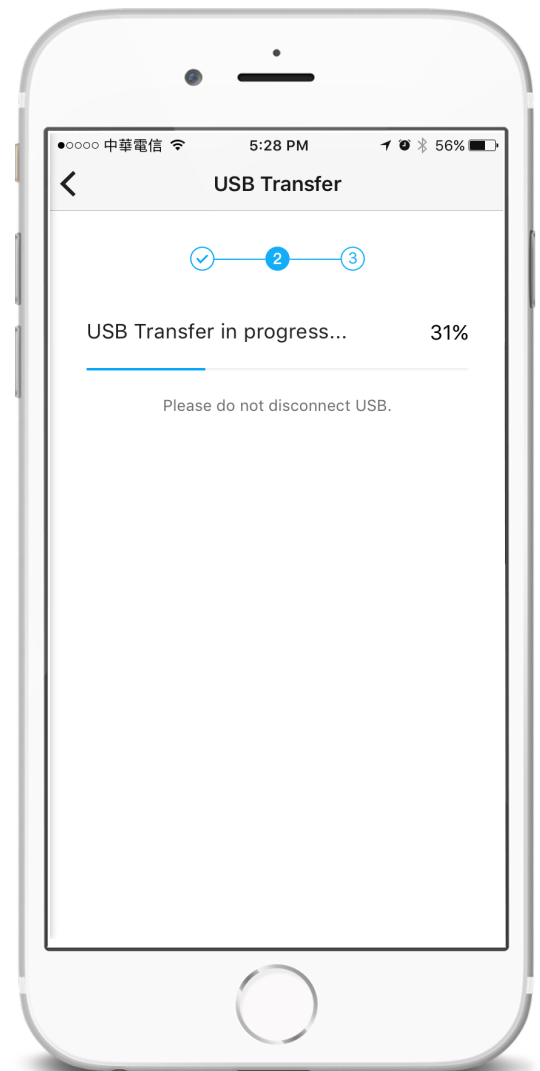 中華電信 5:28 PM 56%
USB Transfer
2 3
USB Transfer in progress... 31%
Please do not disconnect USB.